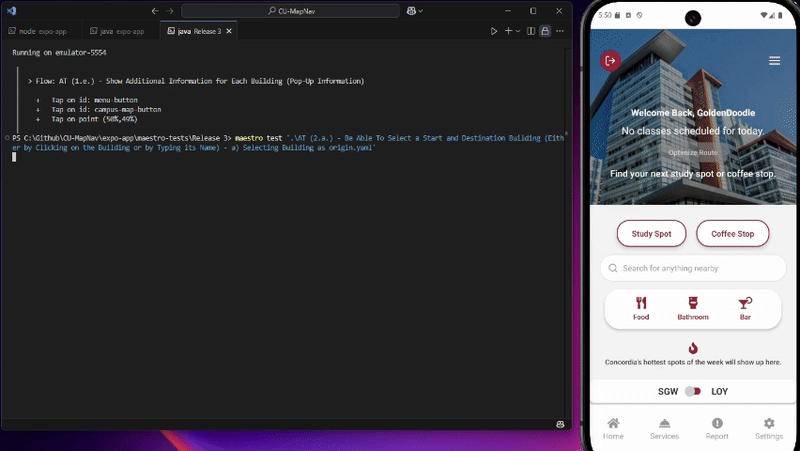 CU-MapNav
node expo-app
java expo-app
java Release 3
Running on emulator-5554
> Flow: AT (1.e.) - Show Additional Information for Each Building (Pop-Up Information)
+ Tap on id: menu-button
+ Tap on id: campus-map-button
+ Tap on point (50%,49%)
PS C:\Github\CU-MapNav\expo-app\maestro-tests\Release 3> maestro test '.\AT (2.a.) - Be Able To Select a Start and Destination Building (Eith
er by Clicking on the Building or by Typing its Name) - a) Selecting Building as origin.yaml'
5:50
Welcome Back, GoldenDoodle
No classes scheduled for today.
Optimize Route
Find your next study spot or coffee stop.
Study Spot
Coffee Stop
Search for anything nearby
Food
Bathroom
Bar
Concordia's hottest spots of the week will show up here.
SGW
LOY
Home
Services
Report
Settings